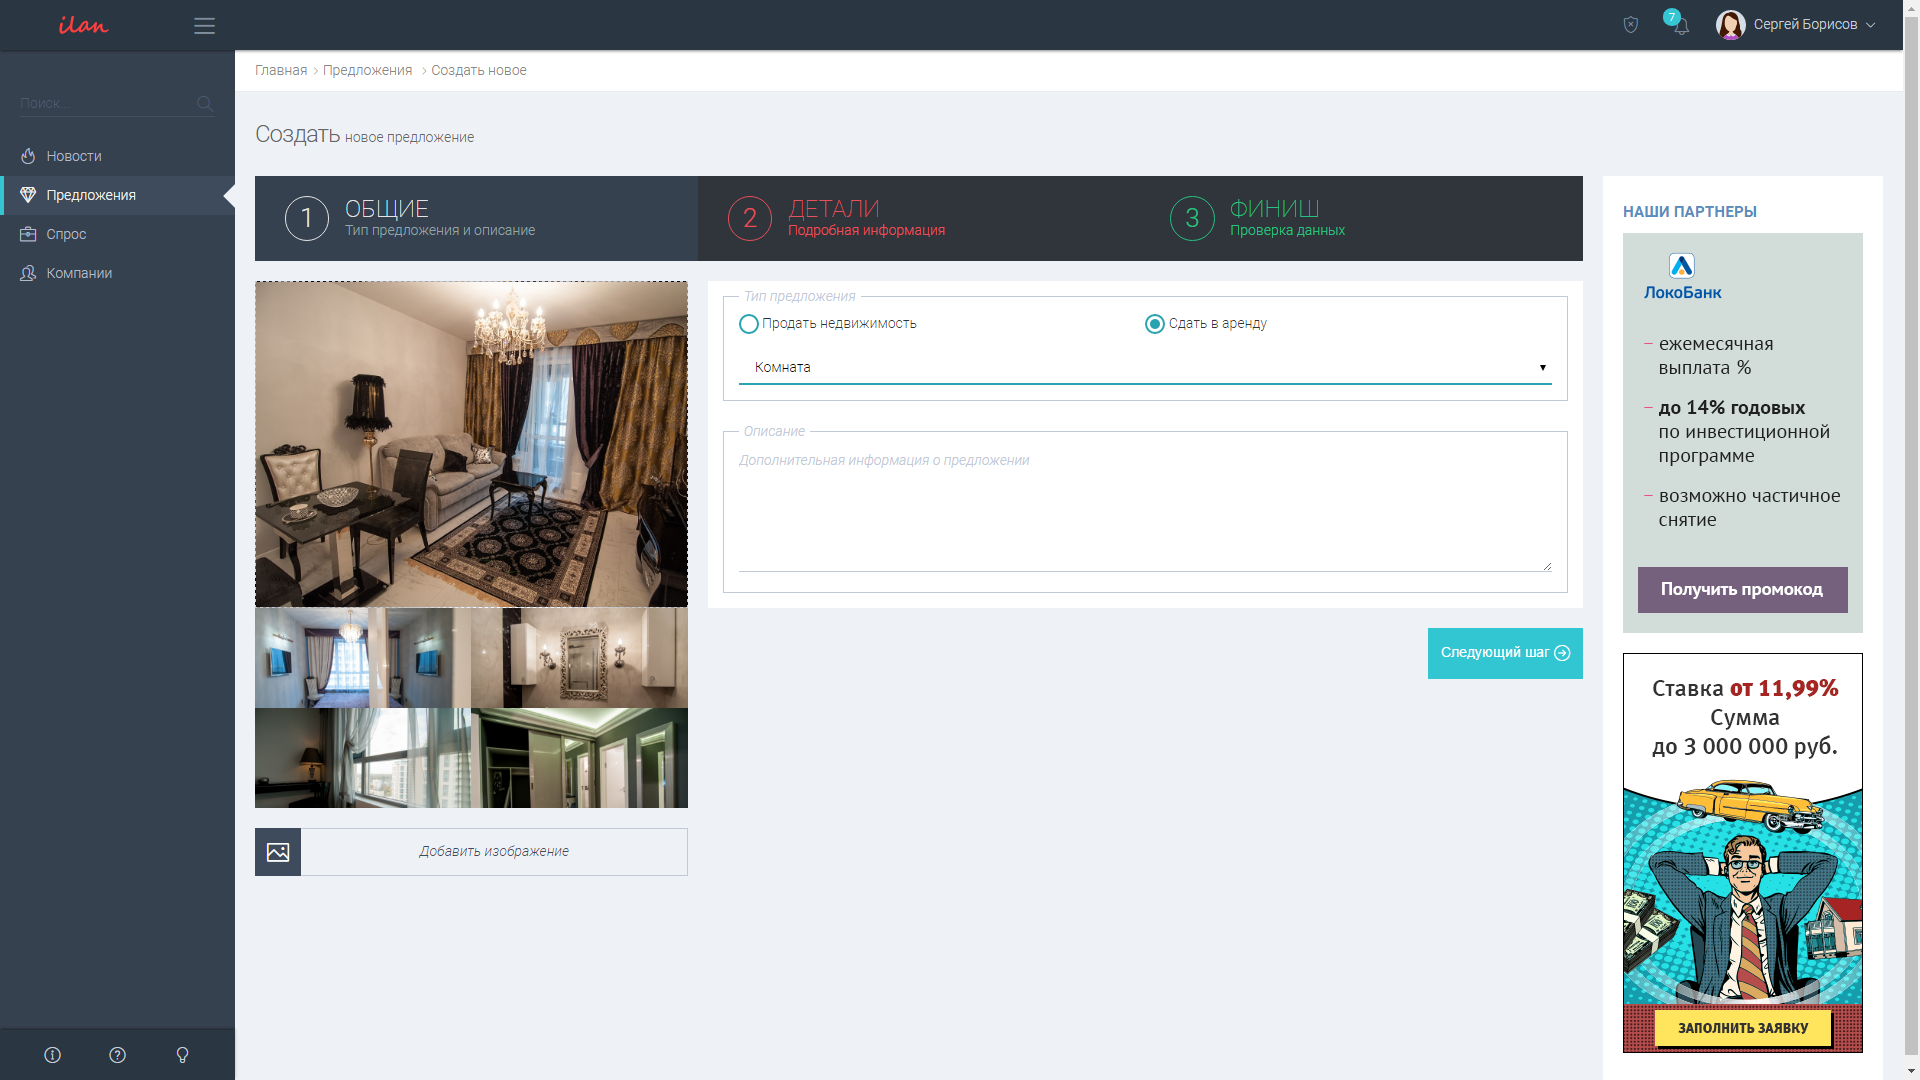 ilan
7
Сергей Борисов
Главная
Предложения
Создать новое
Поиск...
Новости
Предложения
Спрос
Компании
Создать новое предложение
1
ОБЩИЕ
Тип предложения и описание
2
ДЕТАЛИ
Подробная информация
3
ФИНИШ
Проверка данных
Тип предложения
Продать недвижимость
Сдать в аренду
Комната
Описание
Дополнительная информация о предложении
Следующий шаг
Добавить изображение
НАШИ ПАРТНЕРЫ
ЛокоБанк
– ежемесячная
выплата %
– до 14% годовых
по инвестиционной
программе
– возможно частичное
снятие
Получить промокод
Ставка от 11,99%
Сумма
до 3 000 000 руб.
ЗАПОЛНИТЬ ЗАЯВКУ